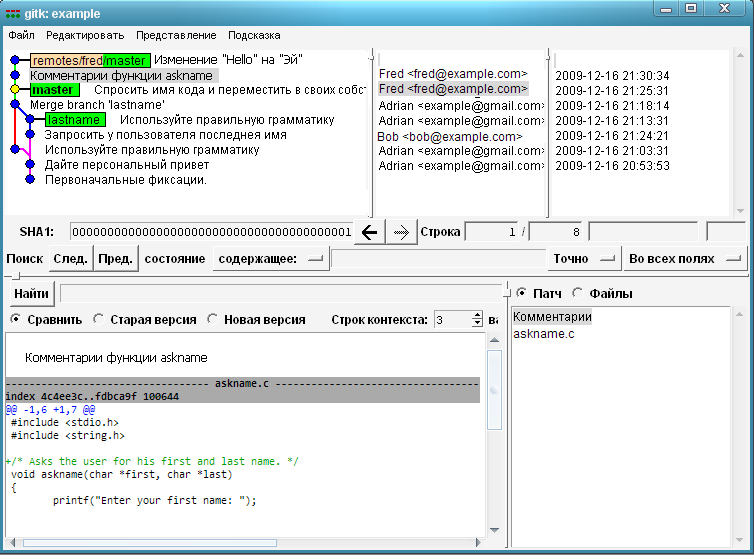 gitk: example
Файл Редактировать Представление Подсказка
remotes/fred/master Изменение "Hello" на "Эй"
Комментарии функции askname Fred <fred@example.com> 2009-12-16 21:30:34
master Спросить имя кода и переместить в своих собст Fred <fred@example.com> 2009-12-16 21:25:31
Merge branch 'lastname' Adrian <example@gmail.com> 2009-12-16 21:18:14
lastname Используйте правильную грамматику Adrian <example@gmail.com> 2009-12-16 21:13:31
Запросить у пользователя последнея имя Bob <bob@example.com> 2009-12-16 21:24:21
Используйте правильную грамматику Adrian <example@gmail.com> 2009-12-16 21:03:31
Дайте персональный привет Adrian <example@gmail.com> 2009-12-16 20:53:53
Первоначальные фиксации.
SHA1: 0000000000000000000000000000000000000001 Строка 1 / 8
Поиск След. Пред. состояние содержащее: Точно Во всех полях
Найти
Патч Файлы
Сравнить Старая версия Новая версия Строк контекста: 3 ва
Комментарии
askname.c
Комментарии функции askname
---------------------------------- askname.c ----------------------------------
index 4c4ee3c..fdbca9f 100644
@@ -1,6 +1,7 @@
#include <stdio.h>
#include <string.h>
+/* Asks the user for his first and last name. */
void askname(char *first, char *last)
{
printf("Enter your first name: ");